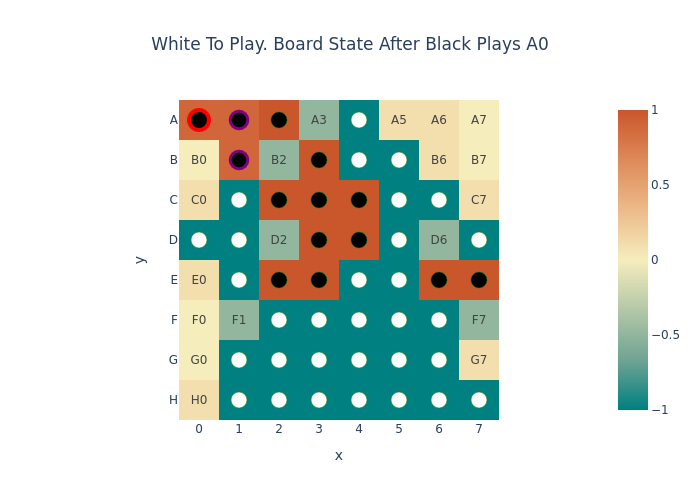 White To Play. Board State After Black Plays A0
A A3 A5 A6 A7 1
B B0 B2 B6 B7
C C0 C7 0.5
D D2 D6
y 0
E E0
F F0 F1 F7 −0.5
G G0 G7
H H0 −1
0 1 2 3 4 5 6 7
x